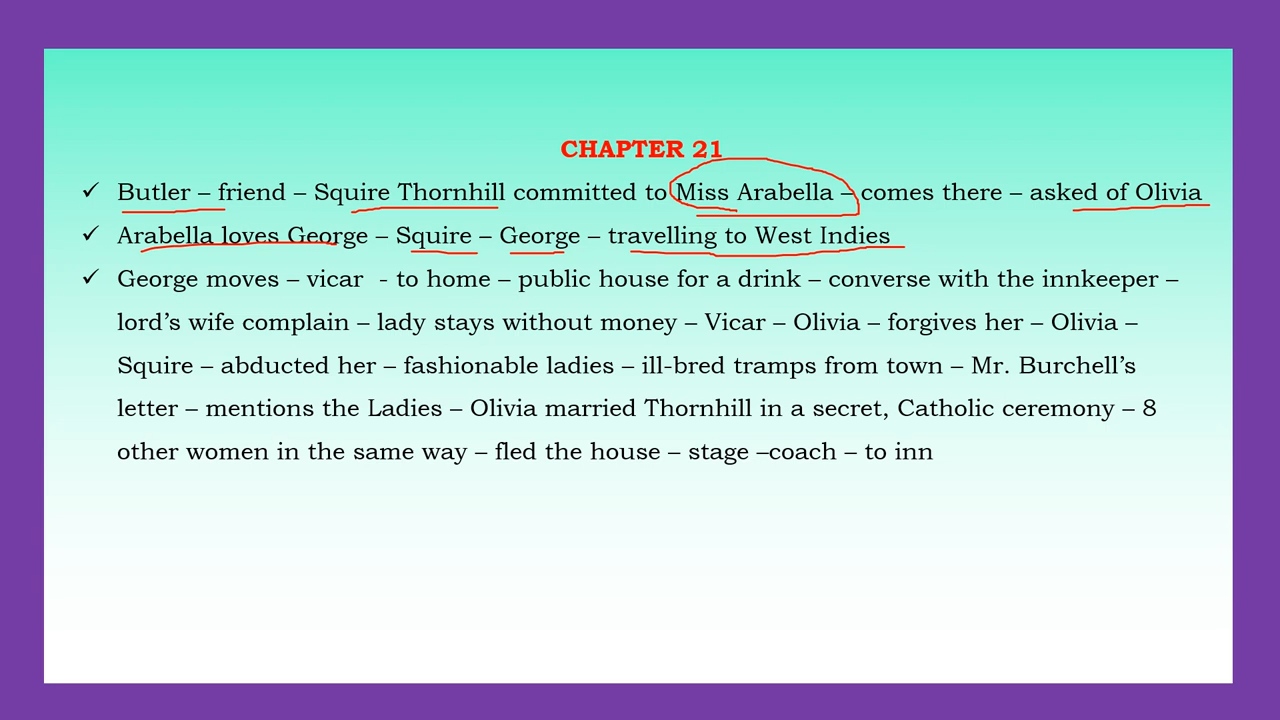 CHAPTER 21
✓ Butler – friend – Squire Thornhill committed to Miss Arabella – comes there – asked of Olivia
✓ Arabella loves George – Squire – George – travelling to West Indies
✓ George moves – vicar - to home – public house for a drink – converse with the innkeeper –
lord’s wife complain – lady stays without money – Vicar – Olivia – forgives her – Olivia –
Squire – abducted her – fashionable ladies – ill-bred tramps from town – Mr. Burchell’s
letter – mentions the Ladies – Olivia married Thornhill in a secret, Catholic ceremony – 8
other women in the same way – fled the house – stage –coach – to inn